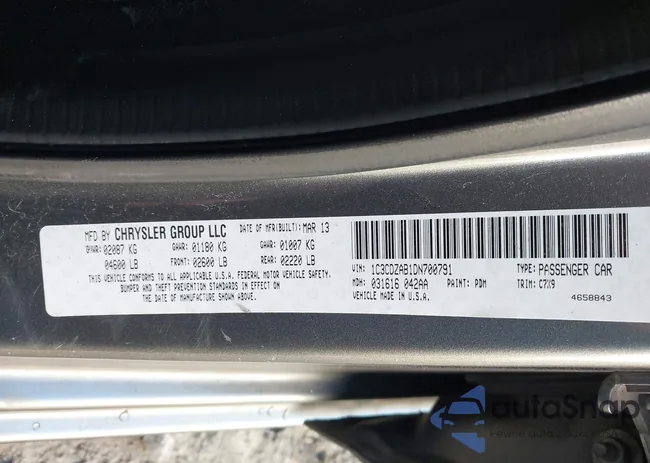 MFD BY CHRYSLER GROUP LLC DATE OF MFR(BUILT): MAR 13
GVWR: 02087 KG GAWR: 01180 KG GAWR: 01007 KG
04600 LB FRONT: 02600 LB REAR: 02220 LB
THIS VEHICLE CONFORMS TO ALL APPLICABLE U.S.A. FEDERAL MOTOR VEHICLE SAFETY,
BUMPER AND THEFT PREVENTION STANDARDS IN EFFECT ON
THE DATE OF MANUFACTURE SHOWN ABOVE.
VIN: 1C3CDZAB1DN700791 TYPE: PASSENGER CAR
MDH: 031616 042AA PAINT: PDM TRIM: C7X9
VEHICLE MADE IN U.S.A. 4658843
autoSnap
Pewne auto z